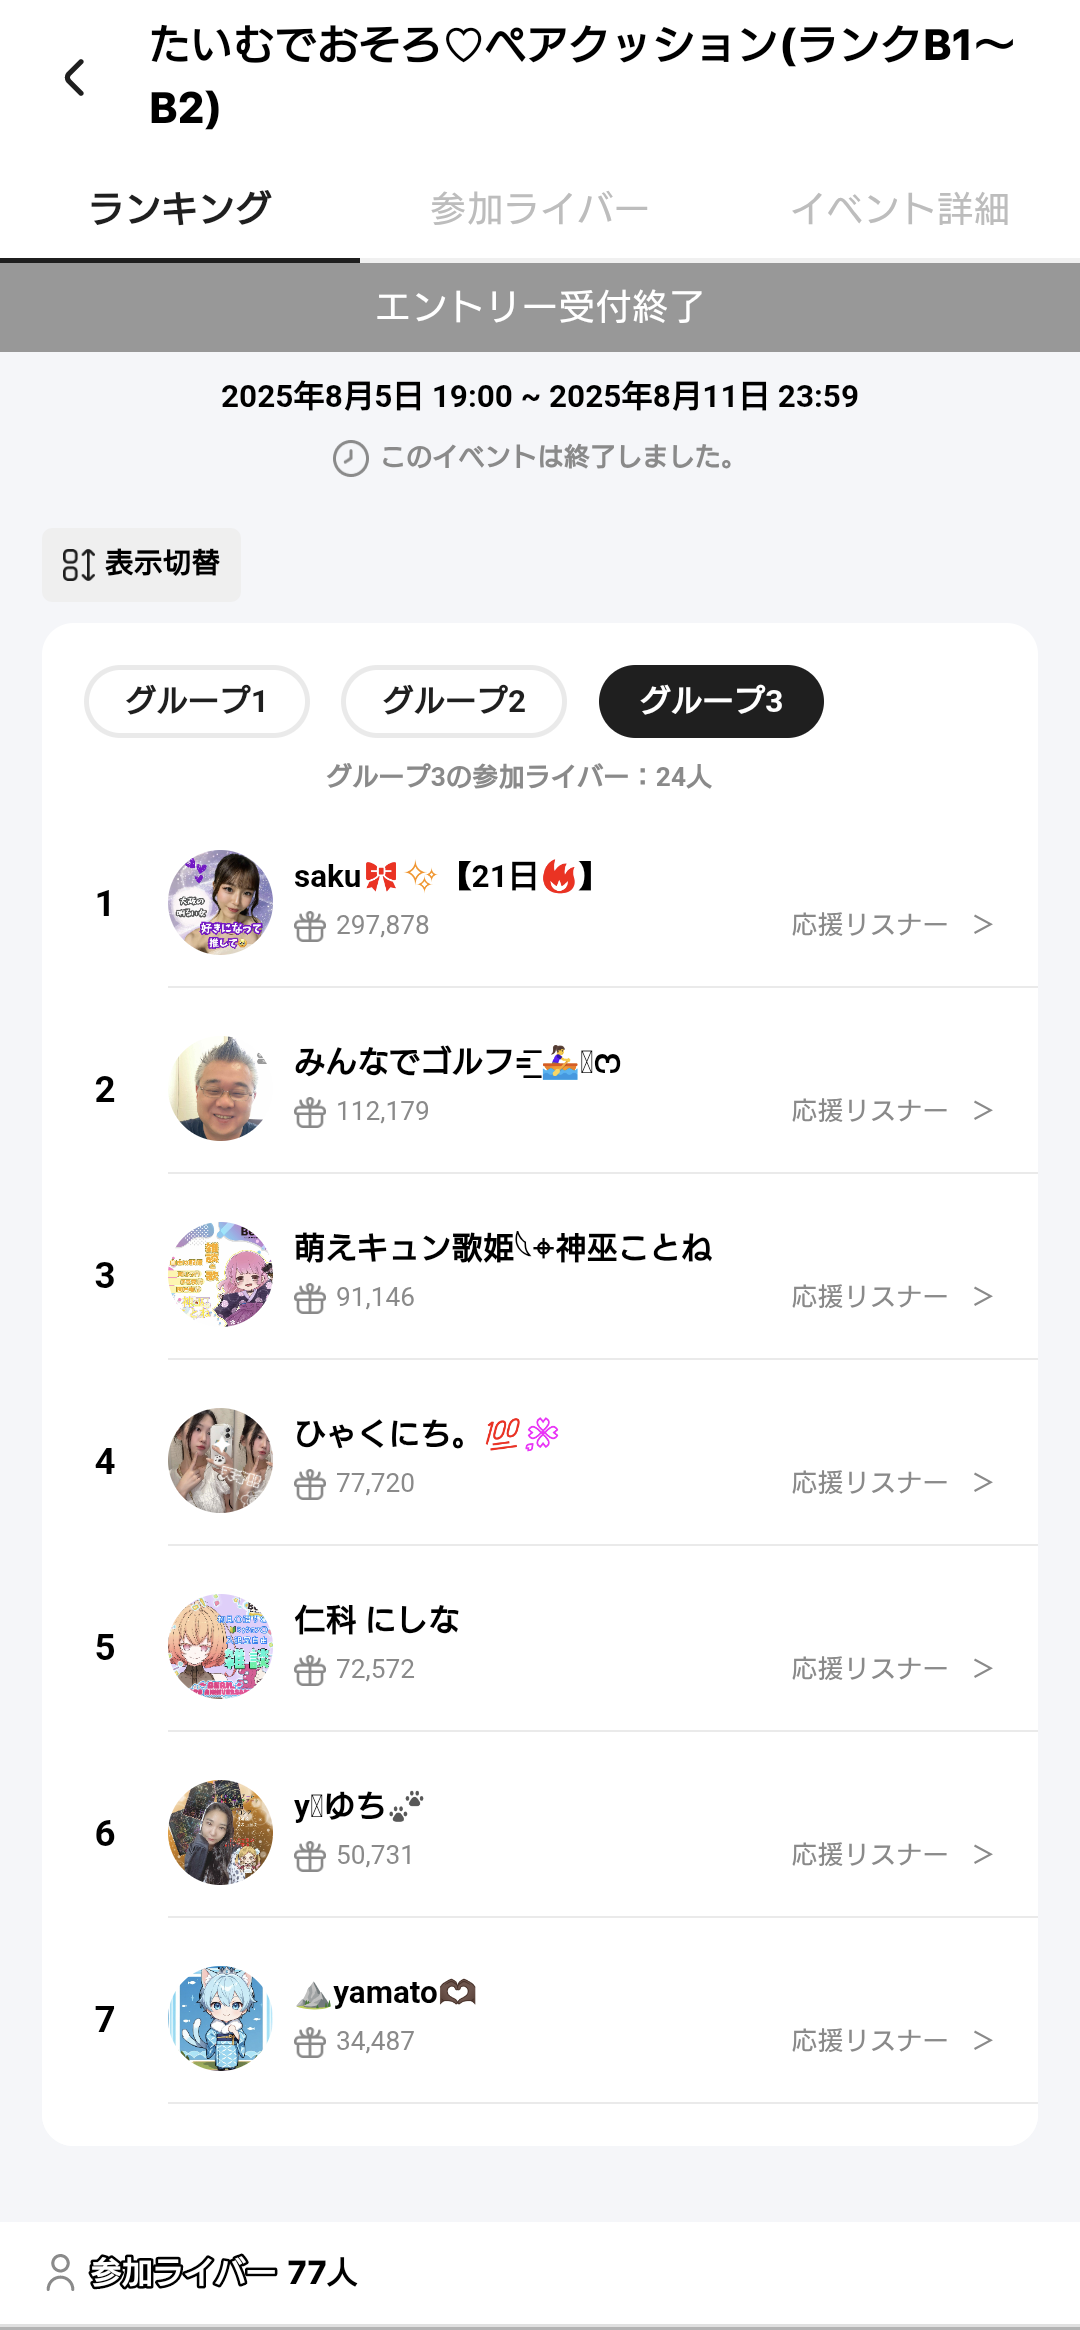 たいむでおそろ♡ペアクッション(ランクB1〜
B2)
ランキング 参加ライバー イベント詳細
エントリー受付終了
2025年8月5日 19:00 ~ 2025年8月11日 23:59
このイベントは終了しました。
表示切替
グループ1 グループ2 グループ3
グループ3の参加ライバー：24人
1
saku🎀✨【21日🔥】
297,878 応援リスナー >
好きになって
推して
2
みんなでゴルフ
112,179 応援リスナー >
3
萌えキュン歌姫 神巫ことね
91,146 応援リスナー >
4
ひゃくにち。💯
77,720 応援リスナー >
5
仁科 にしな
72,572 応援リスナー >
雑談
6
y ゆち🐾
50,731 応援リスナー >
7
⛰️yamato🫶🏿
34,487 応援リスナー >
参加ライバー 77人